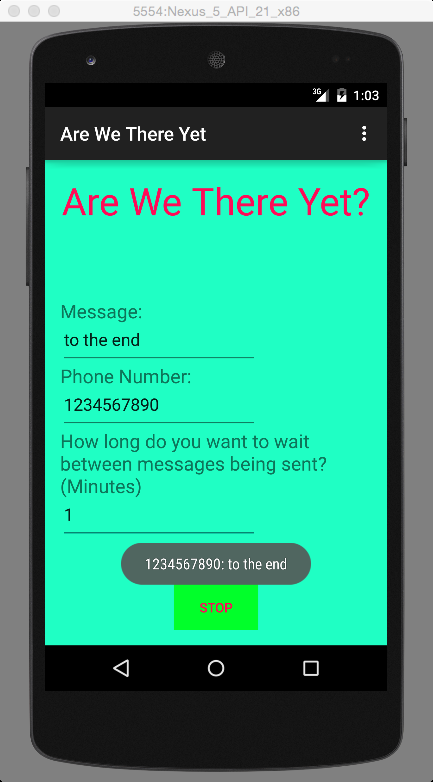 5554:Nexus_5_API_21_x86
3G 1:03
Are We There Yet
Are We There Yet?
Message:
to the end
Phone Number:
1234567890
How long do you want to wait
between messages being sent?
(Minutes)
1
1234567890: to the end
STOP